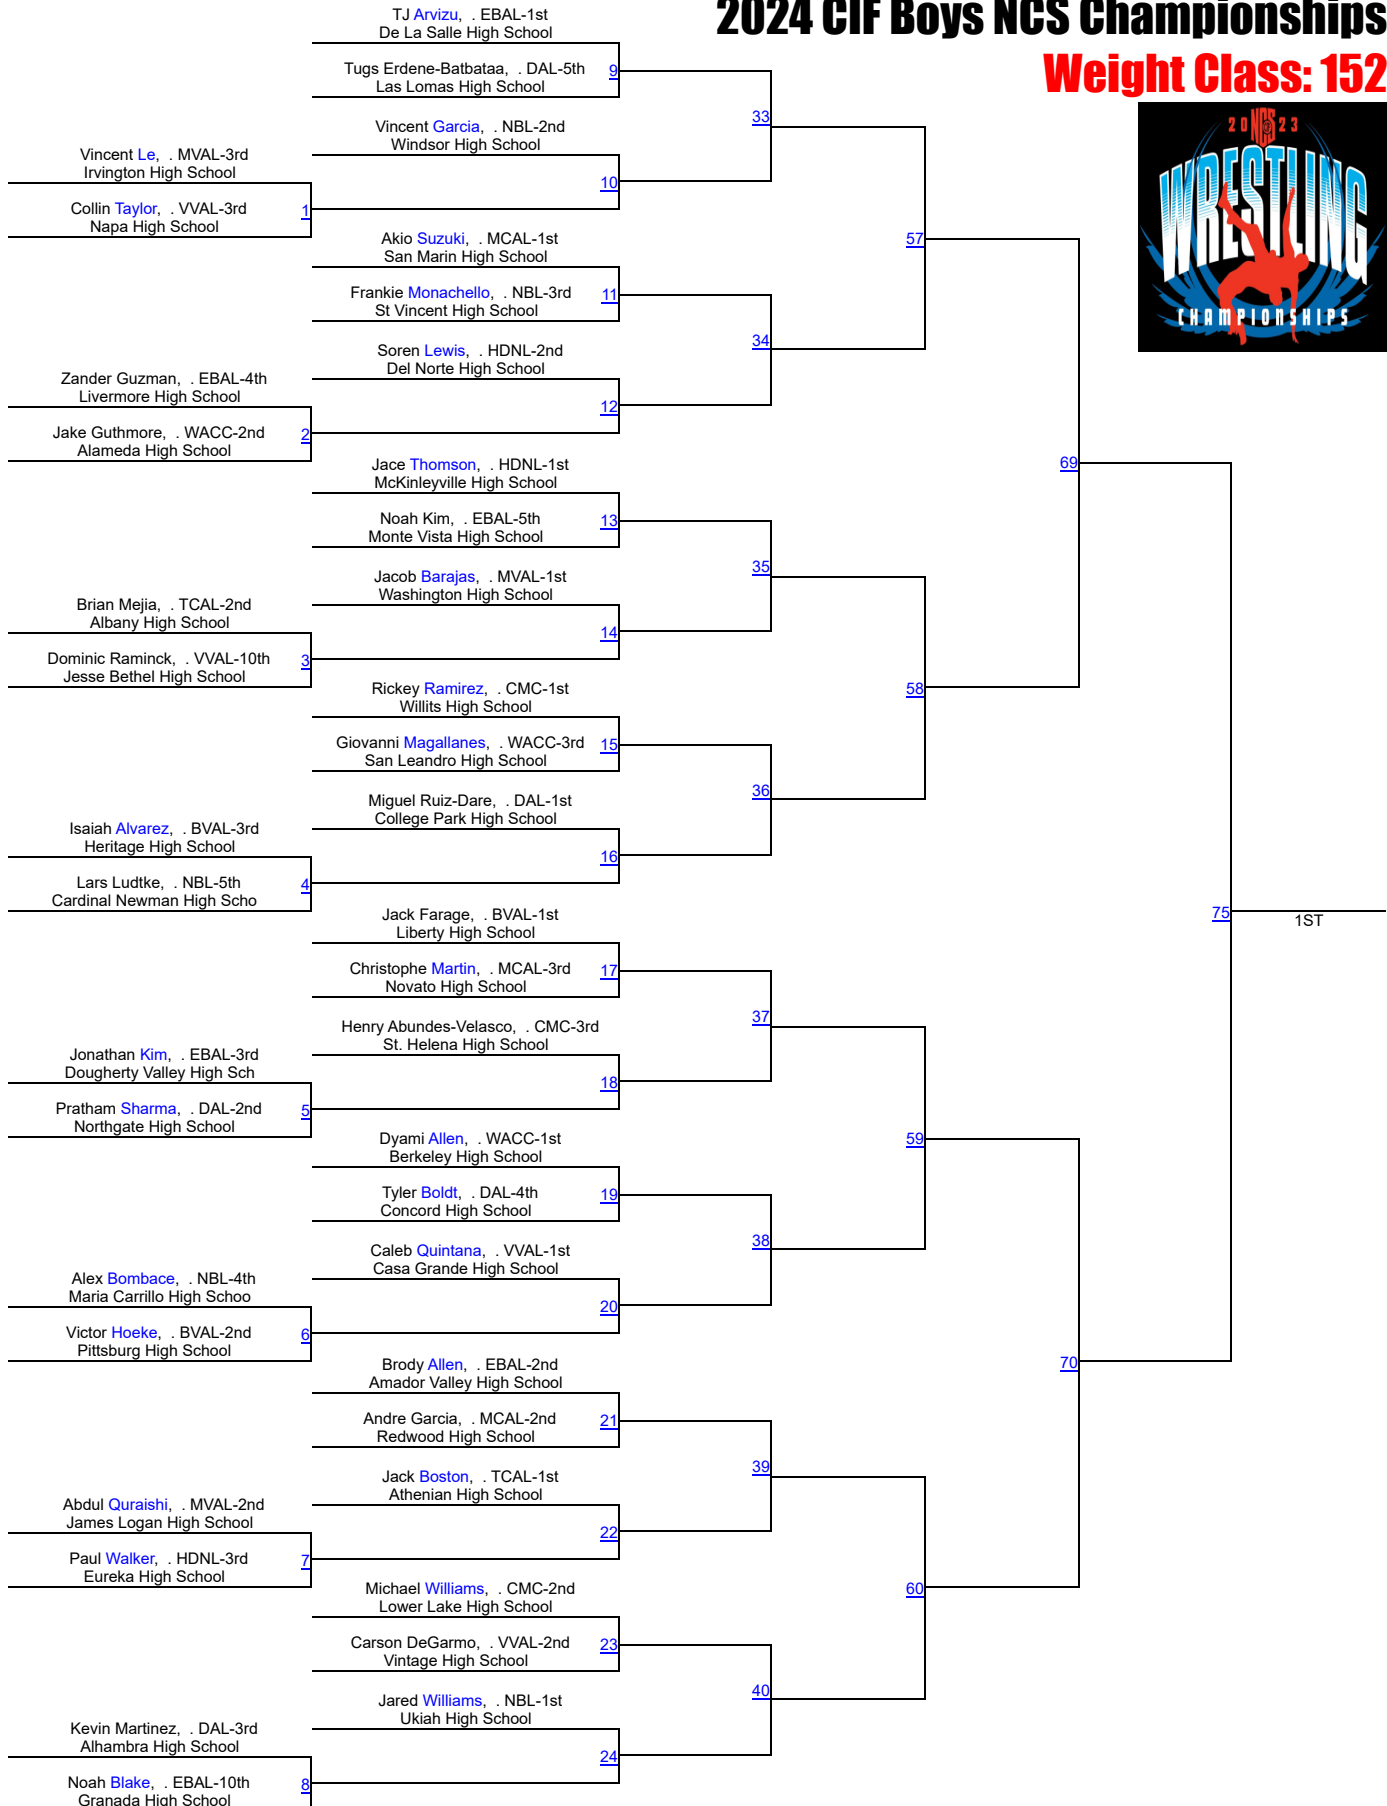 2024 CIF Boys NCS Championships
Weight Class: 152
20 NCS 23
WRESTLING
CHAMPIONSHIPS
TJ Arvizu, . EBAL-1st
De La Salle High School
Tugs Erdene-Batbataa, . DAL-5th
9
Las Lomas High School
33
Vincent Garcia, . NBL-2nd
Windsor High School
Vincent Le, . MVAL-3rd
Irvington High School
10
Collin Taylor, . VVAL-3rd
1
Napa High School
Akio Suzuki, . MCAL-1st
57
San Marin High School
Frankie Monachello, . NBL-3rd
11
St Vincent High School
34
Soren Lewis, . HDNL-2nd
Del Norte High School
Zander Guzman, . EBAL-4th
Livermore High School
12
Jake Guthmore, . WACC-2nd
2
Alameda High School
Jace Thomson, . HDNL-1st
69
McKinleyville High School
Noah Kim, . EBAL-5th
13
Monte Vista High School
35
Jacob Barajas, . MVAL-1st
Washington High School
Brian Mejia, . TCAL-2nd
Albany High School
14
Dominic Raminck, . VVAL-10th
3
Jesse Bethel High School
Rickey Ramirez, . CMC-1st
58
Willits High School
Giovanni Magallanes, . WACC-3rd
15
San Leandro High School
36
Miguel Ruiz-Dare, . DAL-1st
College Park High School
Isaiah Alvarez, . BVAL-3rd
Heritage High School
16
Lars Ludtke, . NBL-5th
4
Cardinal Newman High Scho
Jack Farage, . BVAL-1st
75
1ST
Liberty High School
Christophe Martin, . MCAL-3rd
17
Novato High School
37
Henry Abundes-Velasco, . CMC-3rd
St. Helena High School
Jonathan Kim, . EBAL-3rd
Dougherty Valley High Sch
18
Pratham Sharma, . DAL-2nd
5
Northgate High School
Dyami Allen, . WACC-1st
59
Berkeley High School
Tyler Boldt, . DAL-4th
19
Concord High School
38
Caleb Quintana, . VVAL-1st
Casa Grande High School
Alex Bombace, . NBL-4th
Maria Carrillo High Schoo
20
Victor Hoeke, . BVAL-2nd
6
Pittsburg High School
Brody Allen, . EBAL-2nd
70
Amador Valley High School
Andre Garcia, . MCAL-2nd
21
Redwood High School
39
Jack Boston, . TCAL-1st
Athenian High School
Abdul Quraishi, . MVAL-2nd
James Logan High School
22
Paul Walker, . HDNL-3rd
7
Eureka High School
Michael Williams, . CMC-2nd
60
Lower Lake High School
Carson DeGarmo, . VVAL-2nd
23
Vintage High School
40
Jared Williams, . NBL-1st
Ukiah High School
Kevin Martinez, . DAL-3rd
Alhambra High School
24
Noah Blake, . EBAL-10th
8
Granada High School